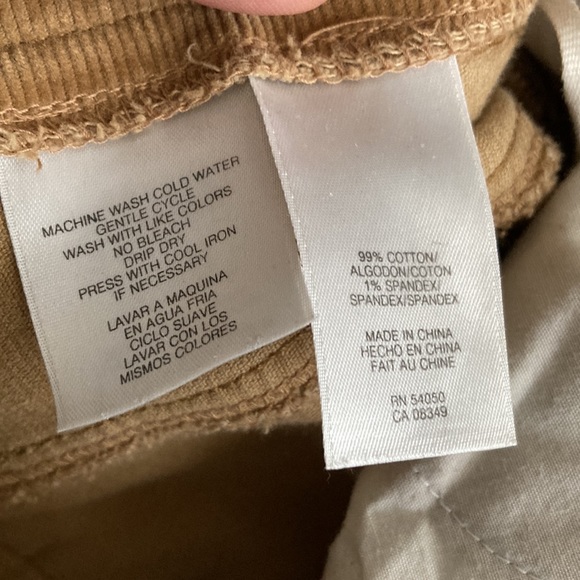 MACHINE WASH COLD WATER
GENTLE CYCLE
WASH WITH LIKE COLORS
NO BLEACH
DRIP DRY
PRESS WITH COOL IRON
IF NECESSARY
LAVAR A MAQUINA
EN AGUA FRIA
CICLO SUAVE
LAVAR CON LOS
MISMOS COLORES
99% COTTON/
ALGODON/COTON
1% SPANDEX/
SPANDEX/SPANDEX
MADE IN CHINA
HECHO EN CHINA
FAIT AU CHINE
RN 54050
CA 08349